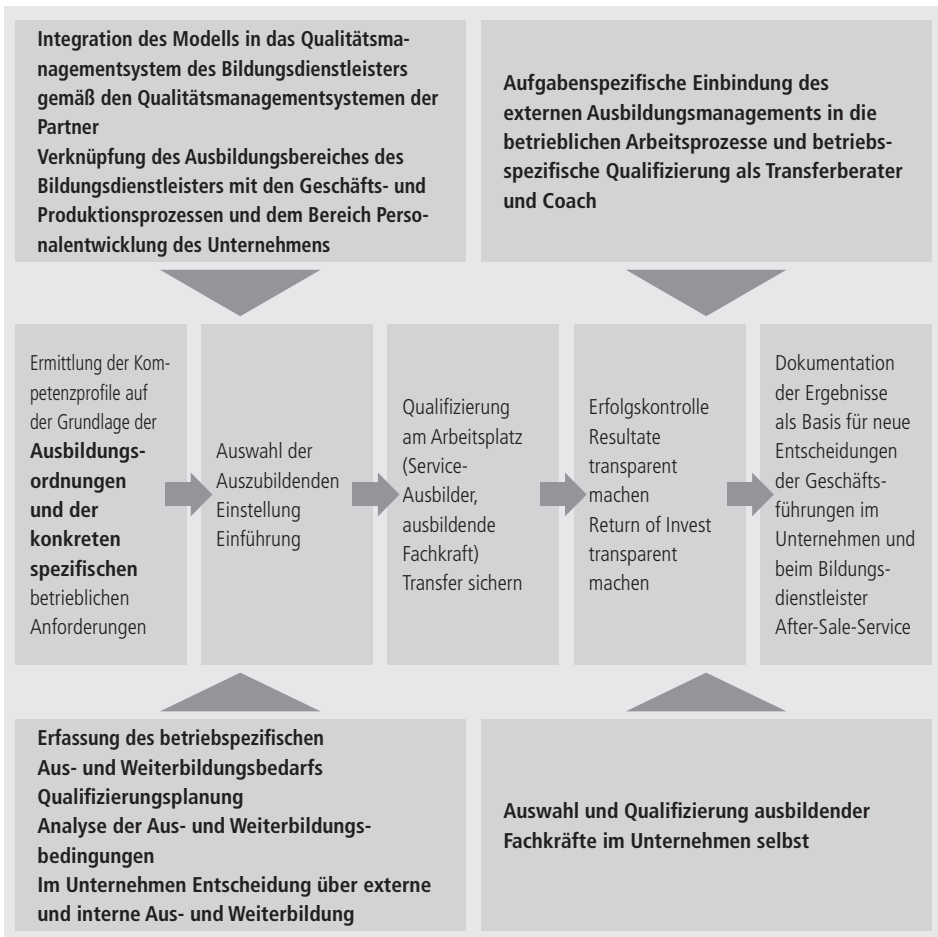 Integration des Modells in das Qualitätsma-
nagementsystem des Bildungsdienstleisters
gemäß den Qualitätsmanagementsystemen der
Partner
Verknüpfung des Ausbildungsbereiches des
Bildungsdienstleisters mit den Geschäfts- und
Produktionsprozessen und dem Bereich Perso-
nalentwicklung des Unternehmens
Aufgabenspezifische Einbindung des
externen Ausbildungsmanagements in die
betrieblichen Arbeitsprozesse und betriebs-
spezifische Qualifizierung als Transferberater
und Coach
Ermittlung der Kom-
petenzprofile auf
der Grundlage der
Ausbildungs-
ordnungen
und der
konkreten
spezifischen
betrieblichen
Anforderungen
Auswahl der
Auszubildenden
Einstellung
Einführung
Qualifizierung
am Arbeitsplatz
(Service-
Ausbilder,
ausbildende
Fachkraft)
Transfer sichern
Erfolgskontrolle
Resultate
transparent
machen
Return of Invest
transparent
machen
Dokumentation
der Ergebnisse
als Basis für neue
Entscheidungen
der Geschäfts-
führungen im
Unternehmen und
beim Bildungs-
dienstleister
After-Sale-Service
Erfassung des betriebspezifischen
Aus- und Weiterbildungsbedarfs
Qualifizierungsplanung
Analyse der Aus- und Weiterbildungs-
bedingungen
Im Unternehmen Entscheidung über externe
und interne Aus- und Weiterbildung
Auswahl und Qualifizierung ausbildender
Fachkräfte im Unternehmen selbst